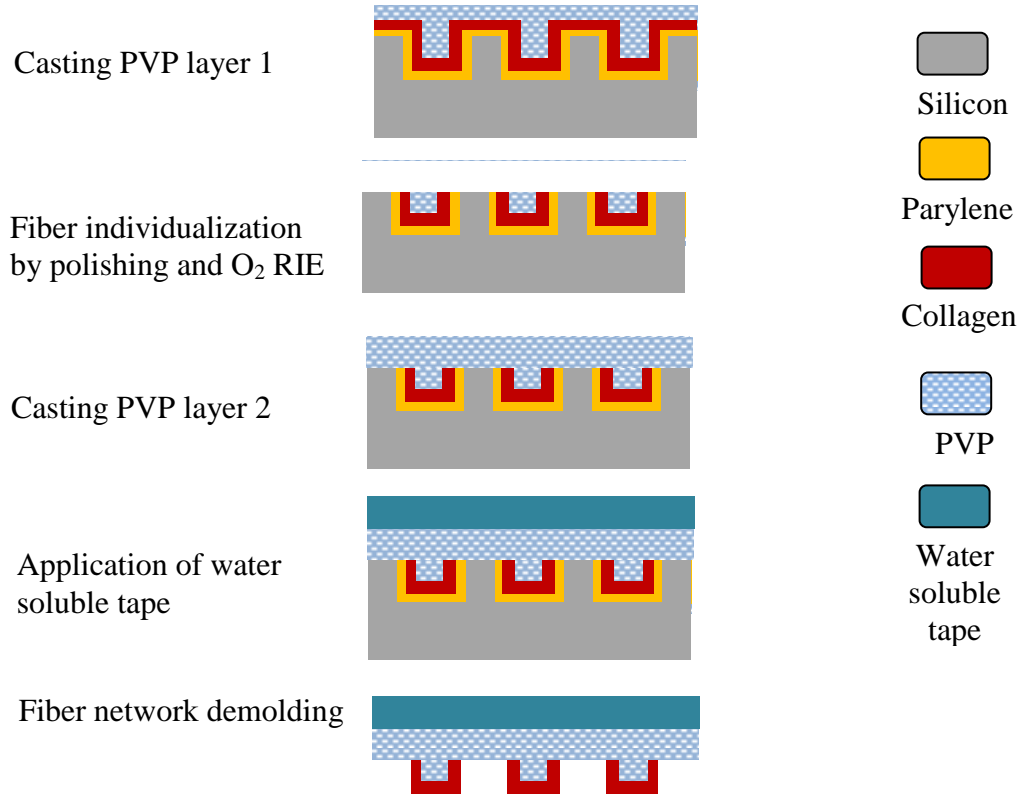 Casting PVP layer 1
Fiber individualization
by polishing and O₂ RIE
Casting PVP layer 2
Application of water
soluble tape
Fiber network demolding
Silicon
Parylene
Collagen
PVP
Water
soluble
tape